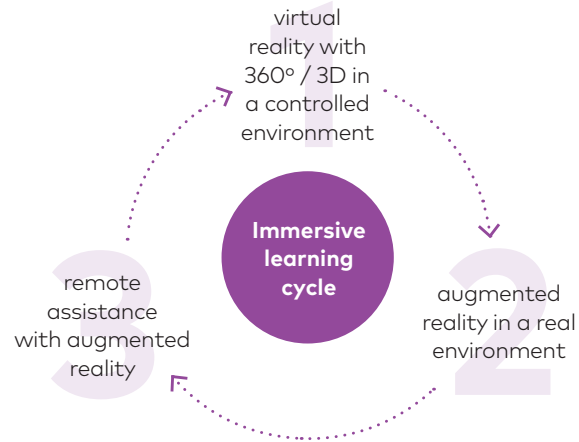 1
virtual
reality with
360º / 3D in
a controlled
environment
Immersive
learning
cycle
2
augmented
reality in a real
environment
3
remote
assistance
with augmented
reality